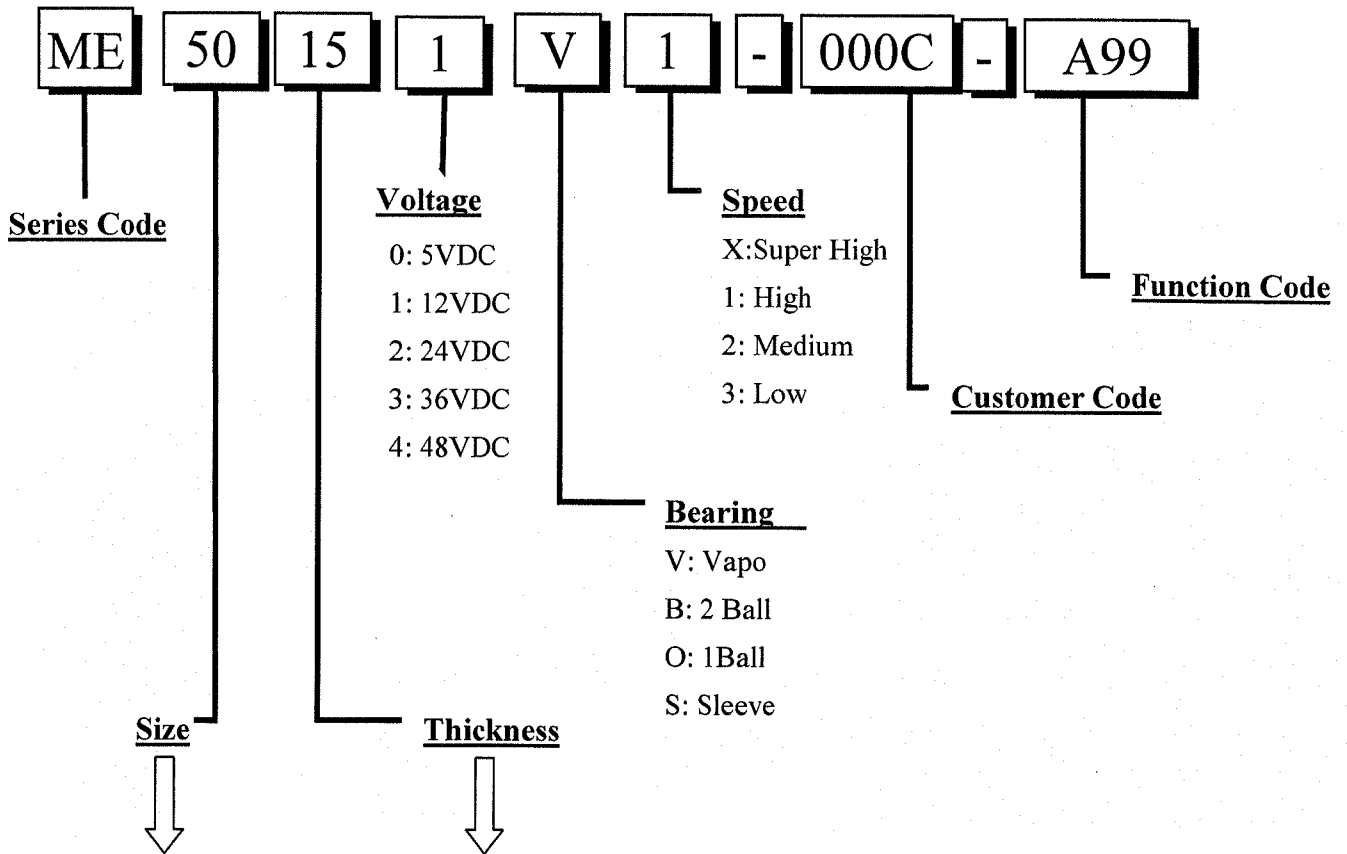 ME 50 15 1 V 1 - 000C - A99
Series Code
Voltage
0: 5VDC
1: 12VDC
2: 24VDC
3: 36VDC
4: 48VDC
Speed
X:Super High
1: High
2: Medium
3: Low
Function Code
Customer Code
Bearing
V: Vapo
B: 2 Ball
O: 1Ball
S: Sleeve
Size
Thickness